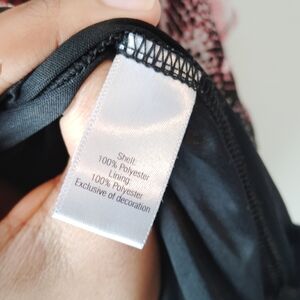 Shell:
100% Polyester
Lining:
100% Polyester
Exclusive of decoration